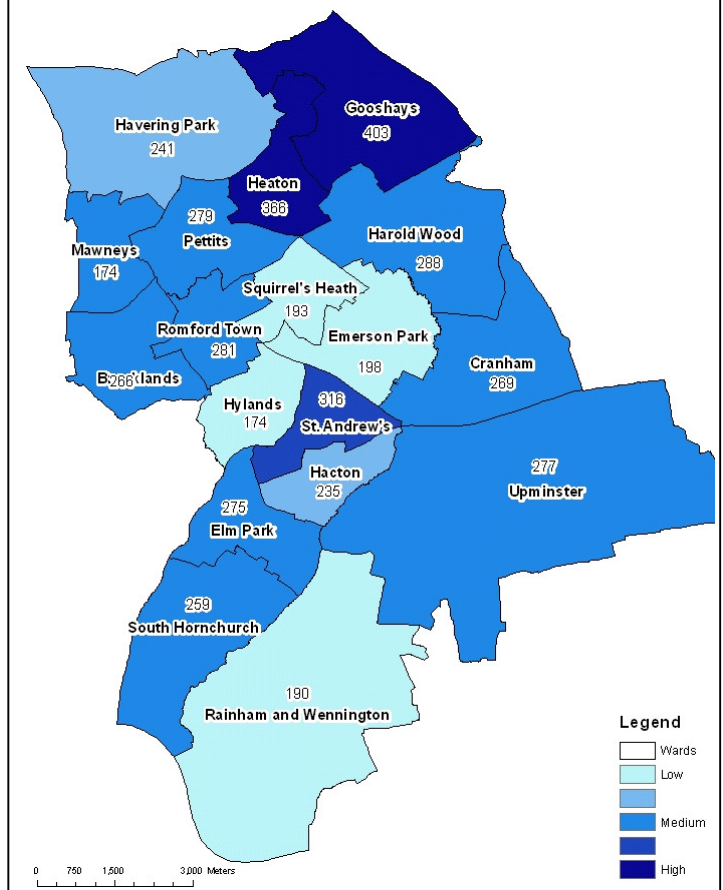 Gooshays
403
Havering Park
241
Heaton
366
279
Pettits
Harold Wood
288
Mawneys
174
Squirrel's Heath
193
Romford Town
281
Emerson Park
198
Cranham
269
266
Hylands
174
316
St.Andrew's
Hacton
235
277
Upminster
275
Elm Park
259
South Hornchurch
190
Rainham and Wennington
Legend
Wards
Low
Medium
High
0 750 1,500 3,000 Meters